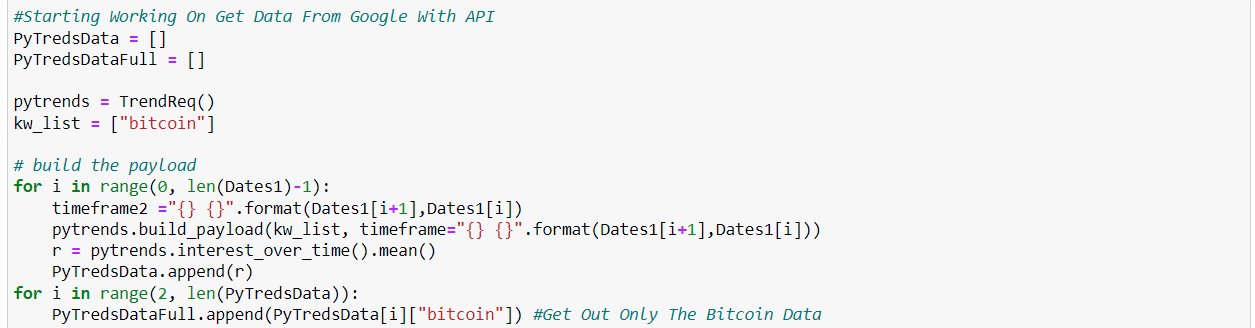 #Starting Working On Get Data From Google With API
PyTredsData = []
PyTredsDataFull = []
pytrends = TrendReq()
kw_list = ["bitcoin"]
# build the payload
for i in range(0, len(Dates1)-1):
    timeframe2 ="{} {}".format(Dates1[i+1],Dates1[i])
    pytrends.build_payload(kw_list, timeframe="{} {}".format(Dates1[i+1],Dates1[i]))
    r = pytrends.interest_over_time().mean()
    PyTredsData.append(r)
for i in range(2, len(PyTredsData)):
    PyTredsDataFull.append(PyTredsData[i]["bitcoin"]) #Get Out Only The Bitcoin Data